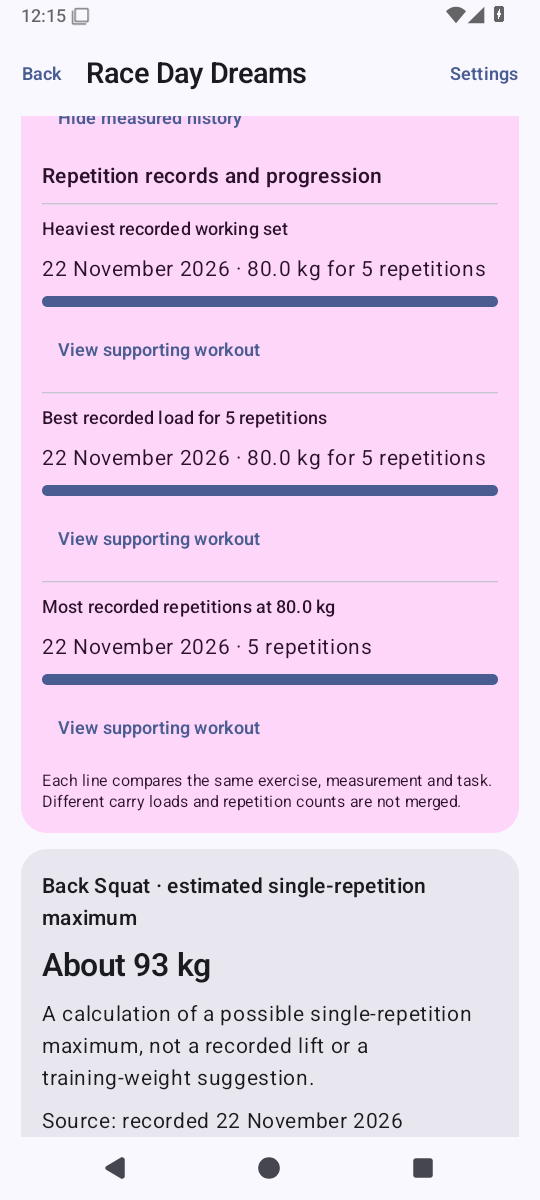 12:15
Back Race Day Dreams Settings
Hide measured history
Repetition records and progression
Heaviest recorded working set
22 November 2026 · 80.0 kg for 5 repetitions
View supporting workout
Best recorded load for 5 repetitions
22 November 2026 · 80.0 kg for 5 repetitions
View supporting workout
Most recorded repetitions at 80.0 kg
22 November 2026 · 5 repetitions
View supporting workout
Each line compares the same exercise, measurement and task.
Different carry loads and repetition counts are not merged.
Back Squat · estimated single-repetition
maximum
About 93 kg
A calculation of a possible single-repetition
maximum, not a recorded lift or a
training-weight suggestion.
Source: recorded 22 November 2026